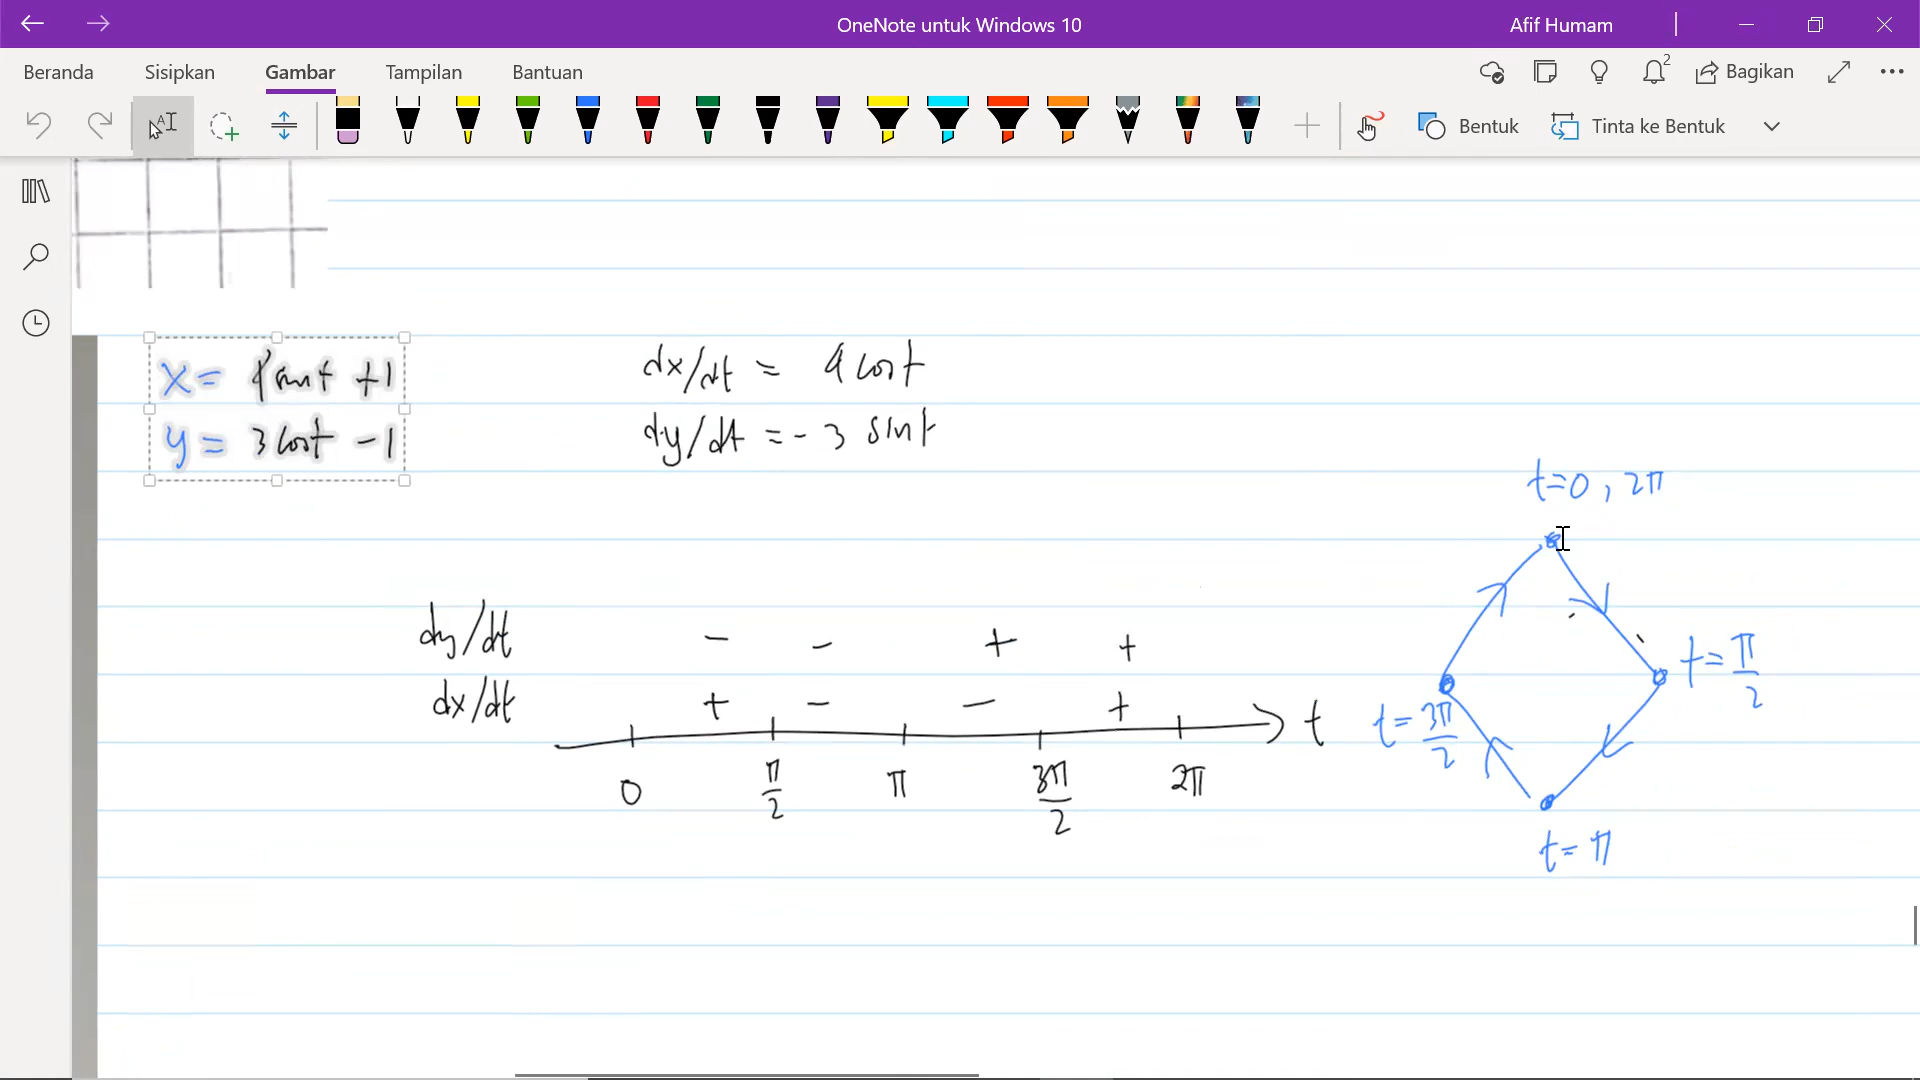 OneNote untuk Windows 10
Afif Humam
Beranda
Sisipkan
Gambar
Tampilan
Bantuan
2
Bagikan
Bentuk
Tinta ke Bentuk
x = 4 sin t + 1
y = 3 cos t - 1
dx/dt = 4 cos t
dy/dt = - 3 sin t
dy/dt - - + +
dx/dt + - - + t
0 π/2 π 3π/2 2π
t=0, 2π
t = π/2
t = 3π/2
t = π